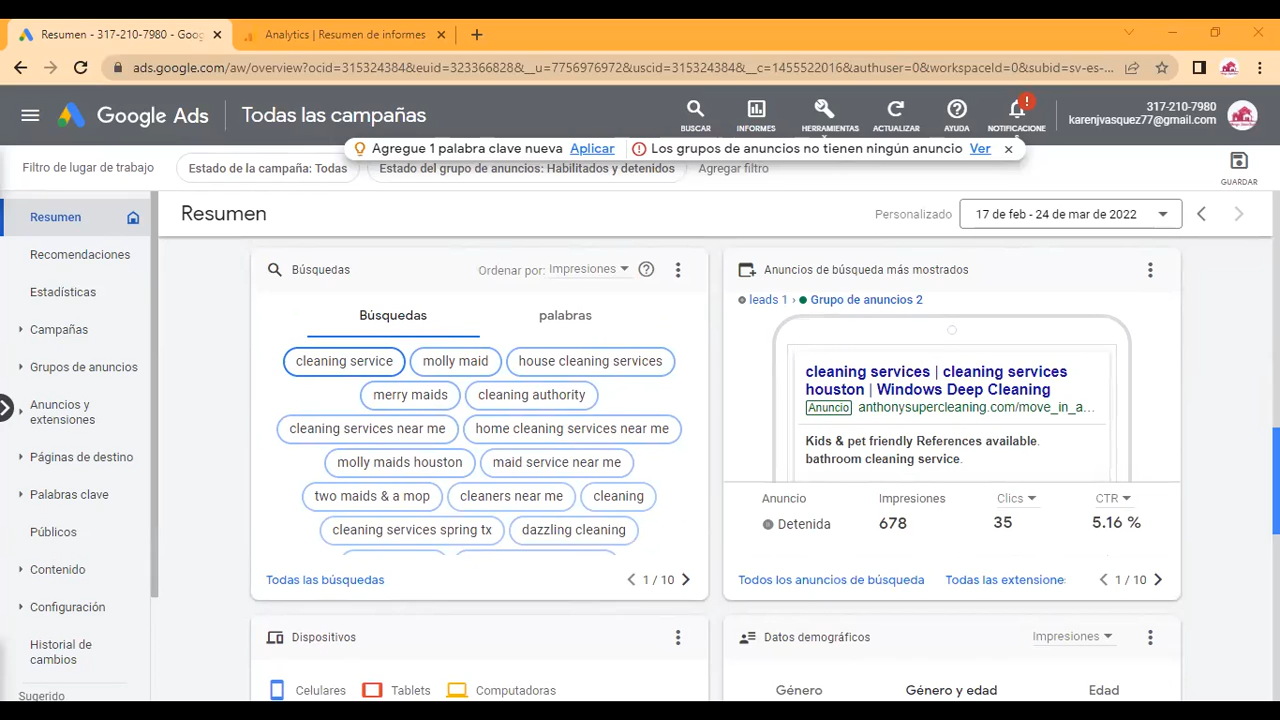 Resumen - 317-210-7980 - Goog
Analytics | Resumen de informes
ads.google.com/aw/overview?ocid=315324384&euid=323366828&__u=7756976972&uscid=315324384&__c=1455522016&authuser=0&workspaceId=0&subid=sv-es-...
Google Ads
Todas las campañas
BUSCAR
INFORMES
HERRAMIENTAS
ACTUALIZAR
AYUDA
NOTIFICACIONE
317-210-7980
karenjvasquez77@gmail.com
Agregue 1 palabra clave nueva Aplicar
Los grupos de anuncios no tienen ningún anuncio Ver
Filtro de lugar de trabajo
Estado de la campaña: Todas
Estado del grupo de anuncios: Habilitados y detenidos
Agregar filtro
GUARDAR
Resumen
Recomendaciones
Estadísticas
Campañas
Grupos de anuncios
Anuncios y
extensiones
Páginas de destino
Palabras clave
Públicos
Contenido
Configuración
Historial de
cambios
Sugerido
Resumen
Personalizado
17 de feb - 24 de mar de 2022
Búsquedas
Ordenar por: Impresiones
Búsquedas
palabras
cleaning service
molly maid
house cleaning services
merry maids
cleaning authority
cleaning services near me
home cleaning services near me
molly maids houston
maid service near me
two maids & a mop
cleaners near me
cleaning
cleaning services spring tx
dazzling cleaning
Todas las búsquedas
1 / 10
Anuncios de búsqueda más mostrados
leads 1 › Grupo de anuncios 2
cleaning services | cleaning services
houston | Windows Deep Cleaning
Anuncio anthonysupercleaning.com/move_in_a...
Kids & pet friendly References available.
bathroom cleaning service.
Anuncio
Impresiones
Clics
CTR
Detenida
678
35
5.16 %
Todos los anuncios de búsqueda
Todas las extensione
1 / 10
Dispositivos
Celulares
Tablets
Computadoras
Datos demográficos
Impresiones
Género
Género y edad
Edad